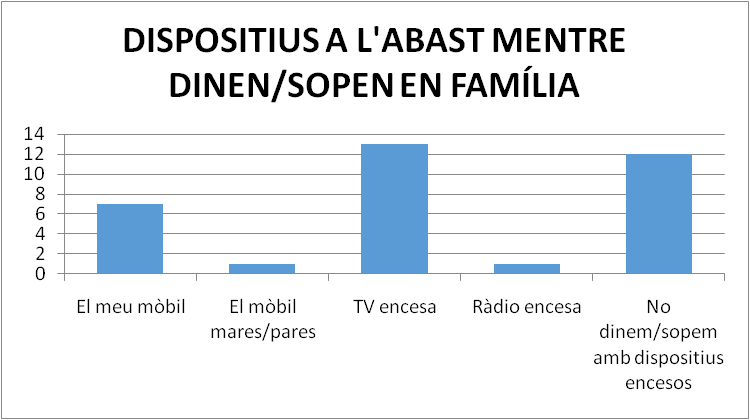 DISPOSITIUS A L'ABAST MENTRE
DINEN/SOPEN EN FAMÍLIA
14
12
10
8
6
4
2
0
El meu mòbil
El mòbil
mares/pares
TV encesa
Ràdio encesa
No
dinem/sopem
amb dispositius
encesos